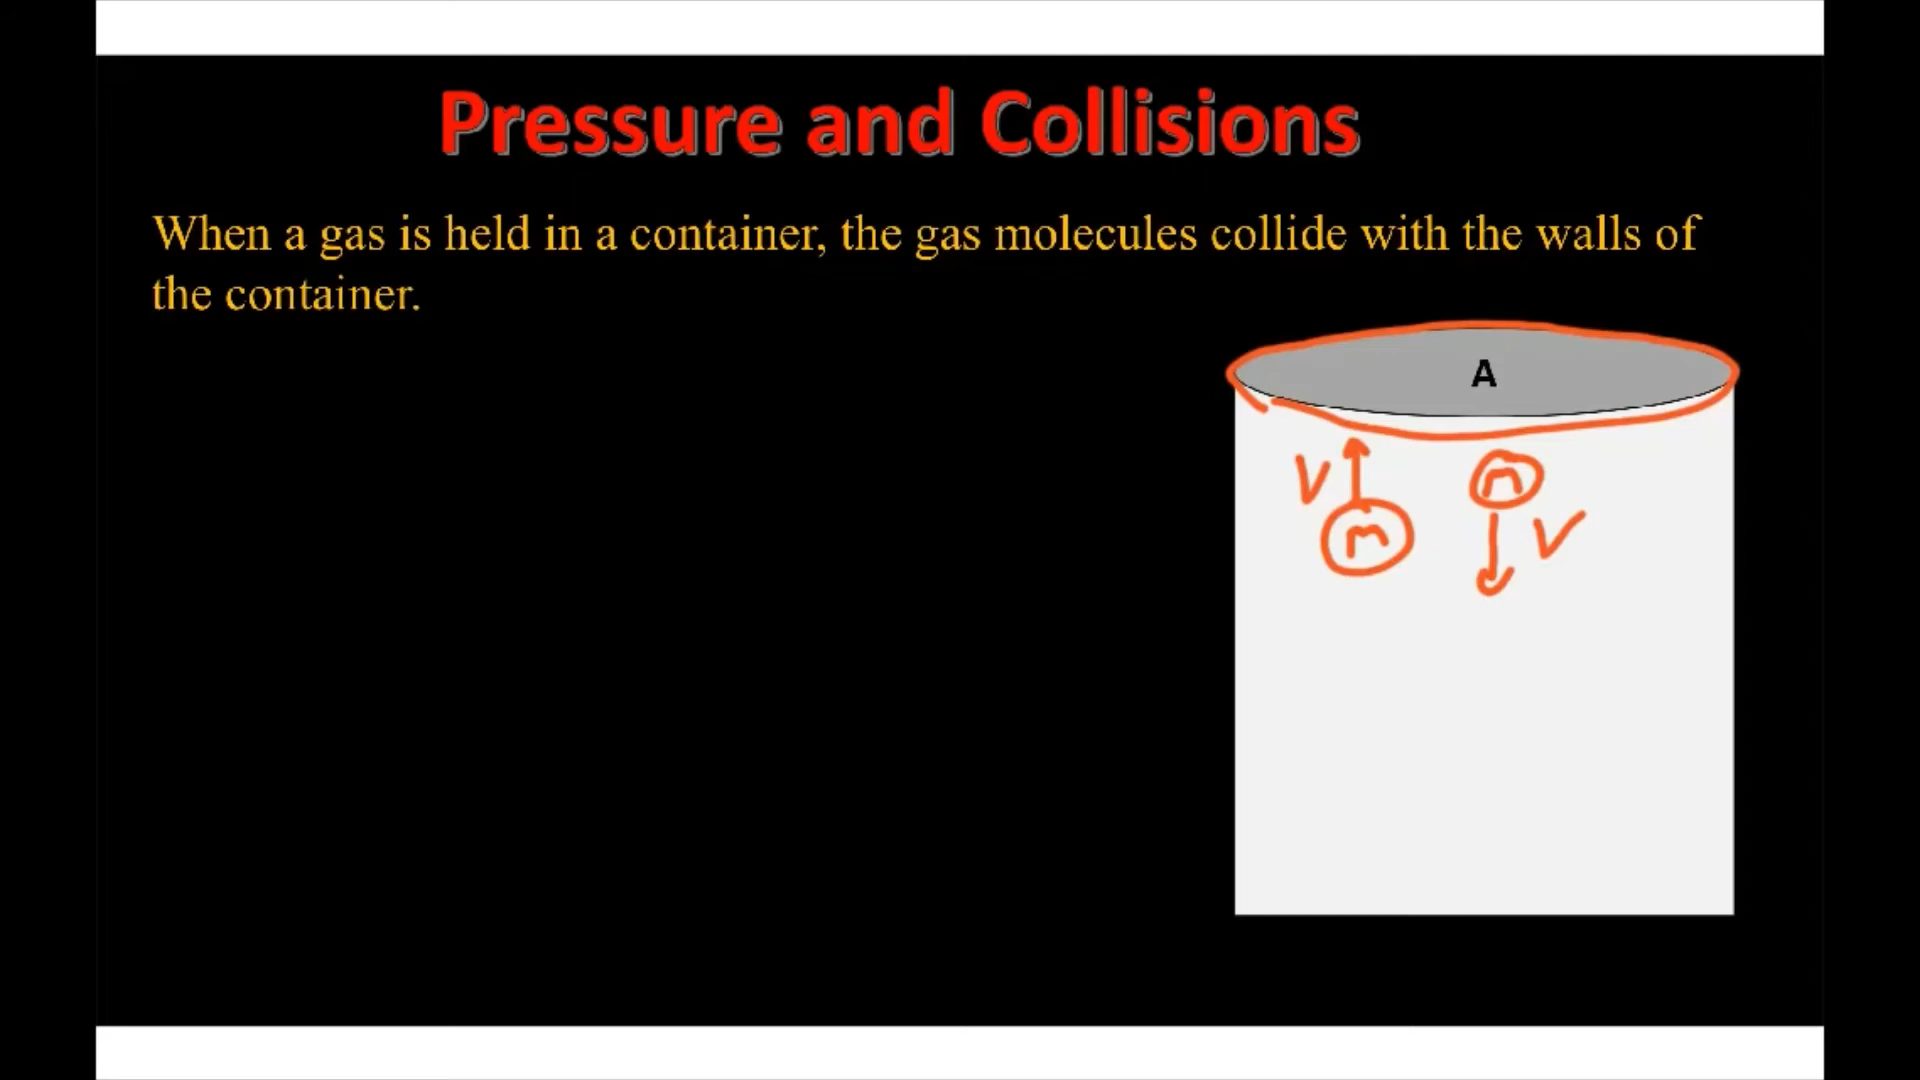 Pressure and Collisions
When a gas is held in a container, the gas molecules collide with the walls of
the container.
A
V
m
m
V